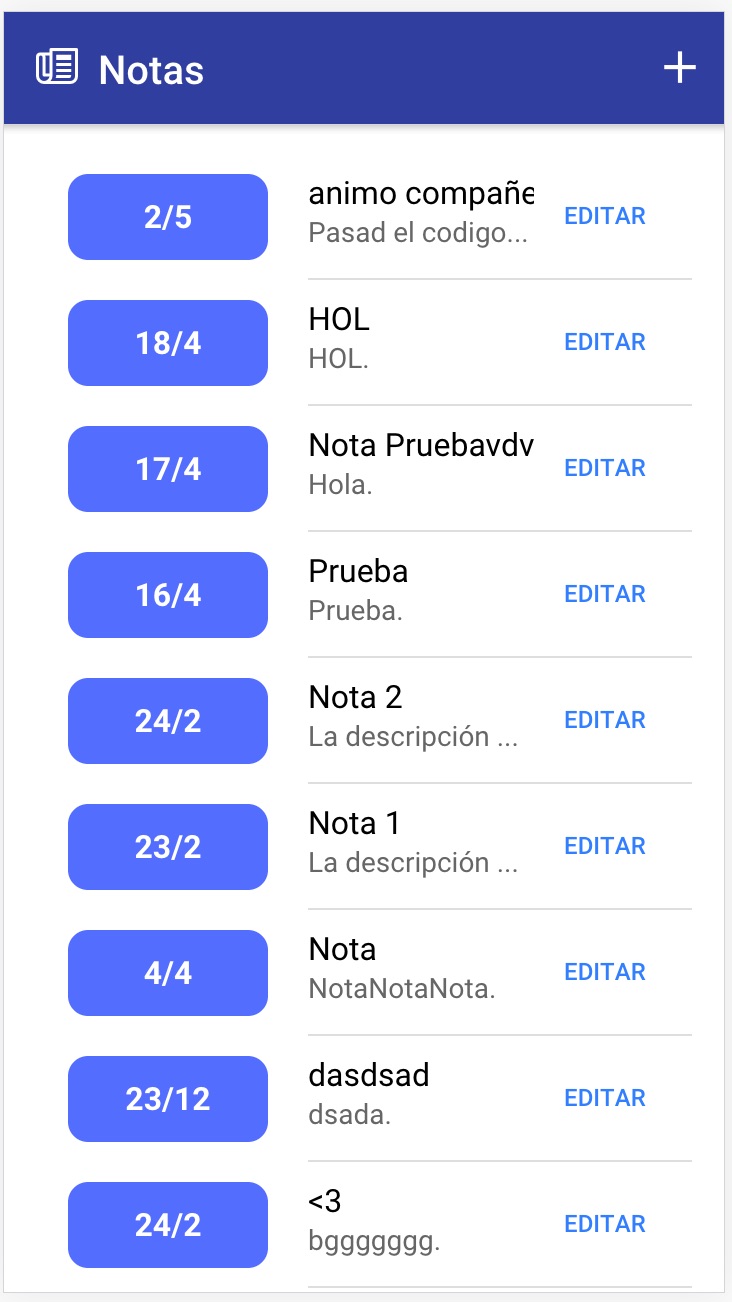 Notas
2/5
animo compañe
Pasad el codigo...
EDITAR
18/4
HOL
HOL.
EDITAR
17/4
Nota Pruebavdv
Hola.
EDITAR
16/4
Prueba
Prueba.
EDITAR
24/2
Nota 2
La descripción ...
EDITAR
23/2
Nota 1
La descripción ...
EDITAR
4/4
Nota
NotaNotaNota.
EDITAR
23/12
dasdsad
dsada.
EDITAR
24/2
<3
bggggggg.
EDITAR